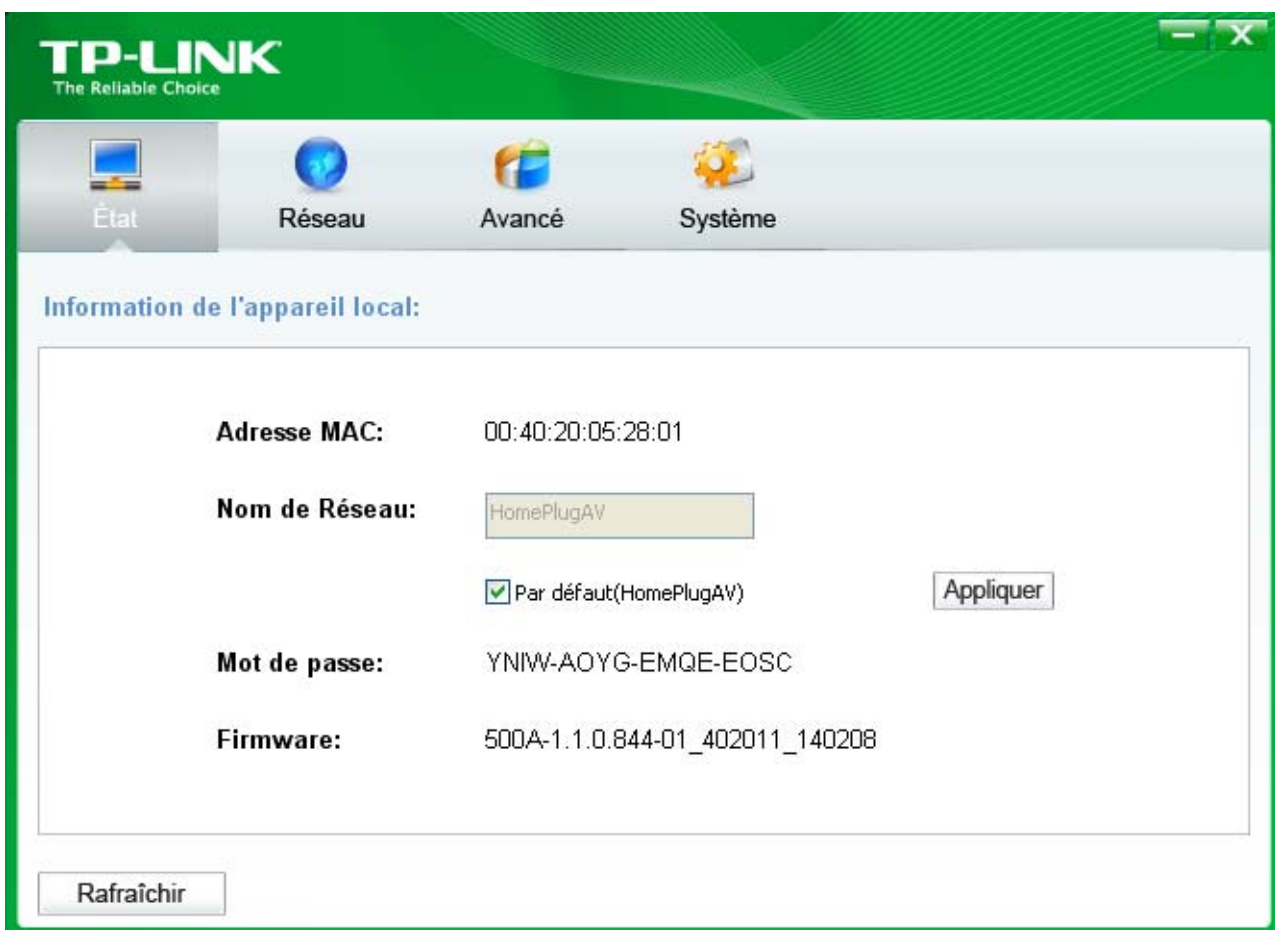 TP-LINK
The Reliable Choice
État Réseau Avancé Système
Information de l'appareil local:
Adresse MAC: 00:40:20:05:28:01
Nom de Réseau: HomePlugAV
Par défaut(HomePlugAV) Appliquer
Mot de passe: YNIW-AOYG-EMQE-EOSC
Firmware: 500A-1.1.0.844-01_402011_140208
Rafraîchir